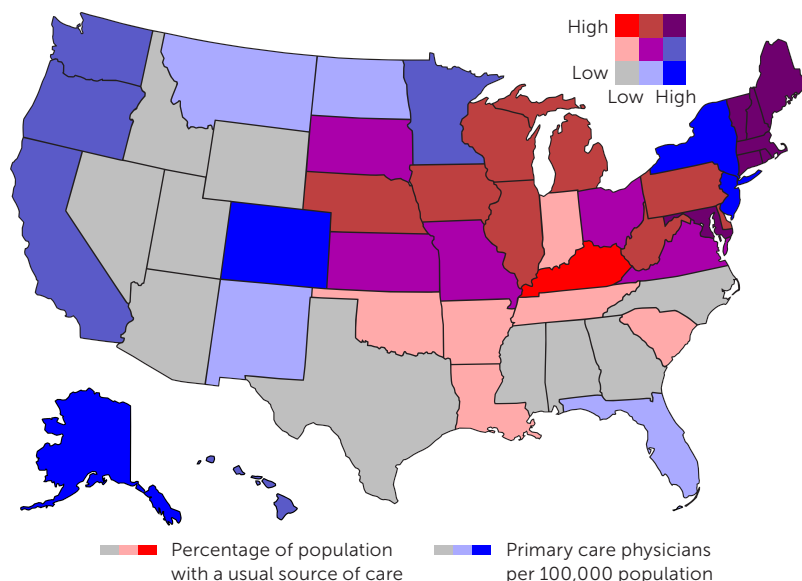 High
Low
Low High
Percentage of population
with a usual source of care
Primary care physicians
per 100,000 population